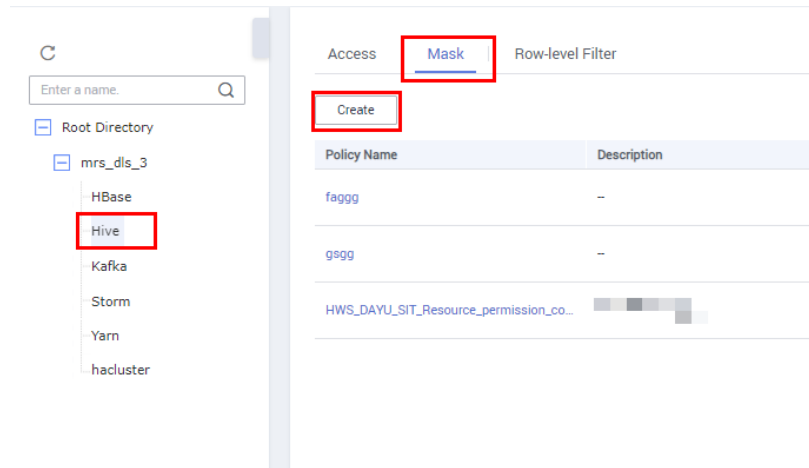 Enter a name.
Root Directory
mrs_dls_3
HBase
Hive
Kafka
Storm
Yarn
hacluster
Access Mask Row-level Filter
Create
Policy Name Description
faggg --
gsgg --
HWS_DAYU_SIT_Resource_permission_co...